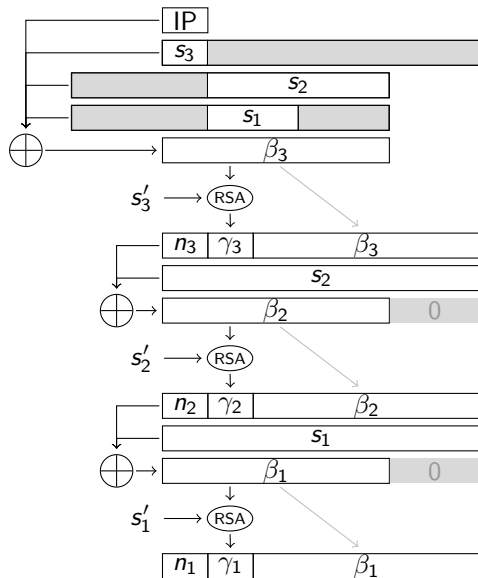 IP
s₃
s₂
s₁
β₃
s′₃ RSA
n₃ γ₃ β₃
s₂
β₂ 0
s′₂ RSA
n₂ γ₂ β₂
s₁
β₁ 0
s′₁ RSA
n₁ γ₁ β₁